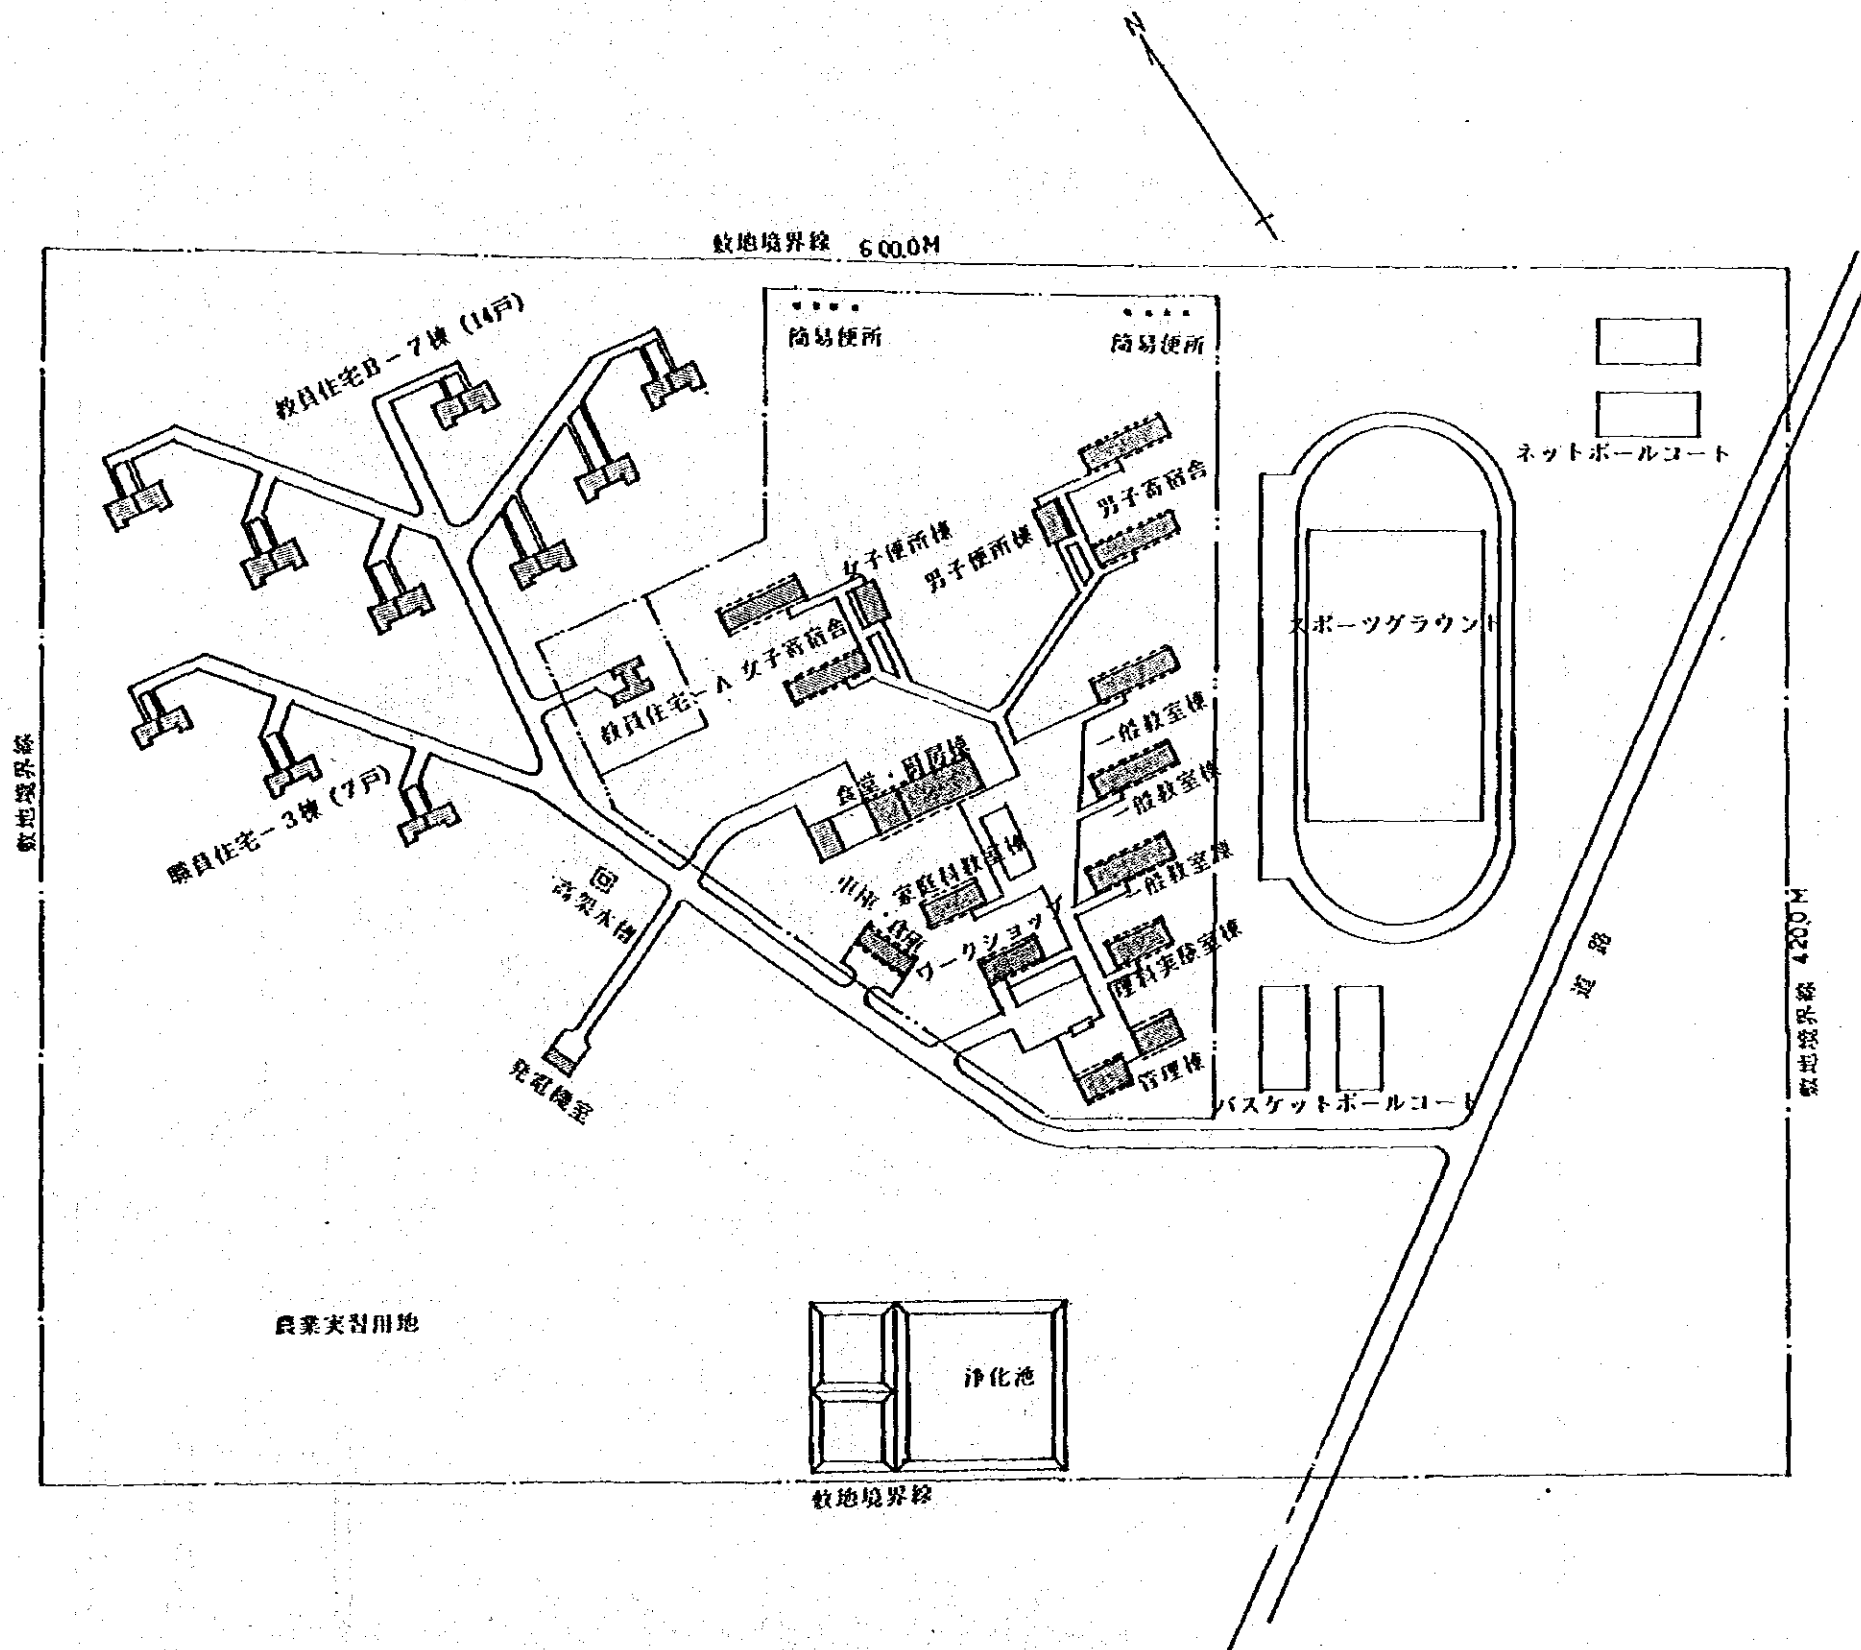 N
敷地境界線 600.0M
教員住宅B-7棟 (14戸)
簡易便所
簡易便所
ネットボールコート
男子寄宿舎
女子便所棟
男子便所棟
スポーツグラウンド
女子寄宿舎
教員住宅-A
一般教室棟
敷地境界線
職員住宅-3棟 (7戸)
食堂・厨房棟
一般教室棟
車庫・倉庫
家庭科教室棟
一般教室棟
高架水槽
ワークショップ
理科実験室棟
道路
敷地境界線 420.0M
発電機室
管理棟
バスケットボールコート
農業実習用地
浄化池
敷地境界線